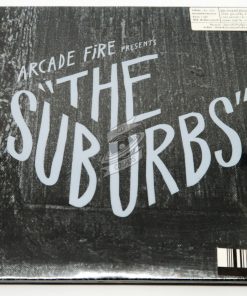 ARCADE FiRE PRESENTS
"THE
SUBURBS"